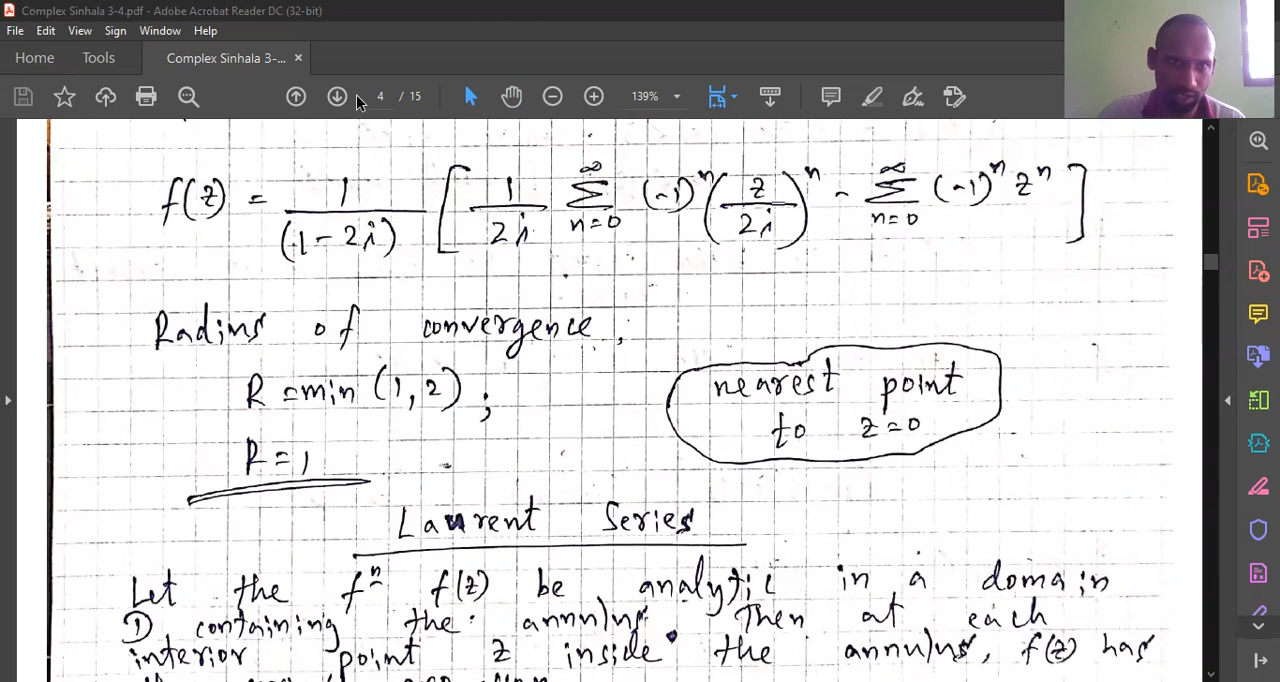 Complex Sinhala 3-4.pdf - Adobe Acrobat Reader DC (32-bit)
File Edit View Sign Window Help
Home Tools Complex Sinhala 3-... ×
4 / 15 139%
f(z) = 1/(1-2i) [ 1/2i ∑_{n=0}^{∞} (-1)^n (z/2i)^n - ∑_{n=0}^{∞} (-1)^n z^n ]
Radius of convergence ;
R = min (1, 2) ;
nearest point
to z=0
R = 1
Laurent Series
Let the fⁿ f(z) be analytic in a domain
D containing the annulus. Then at each
interior point z inside the annulus, f(z) has